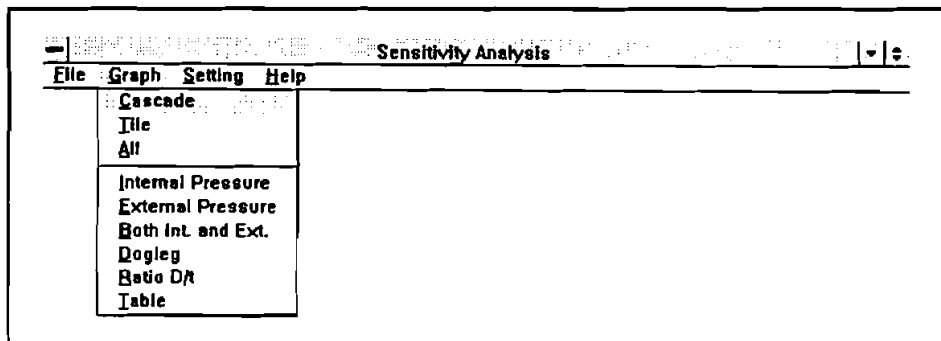 Sensitivity Analysis
File Graph Setting Help
Cascade
Tile
All
Internal Pressure
External Pressure
Both Int. and Ext.
Dogleg
Ratio D/t
Table